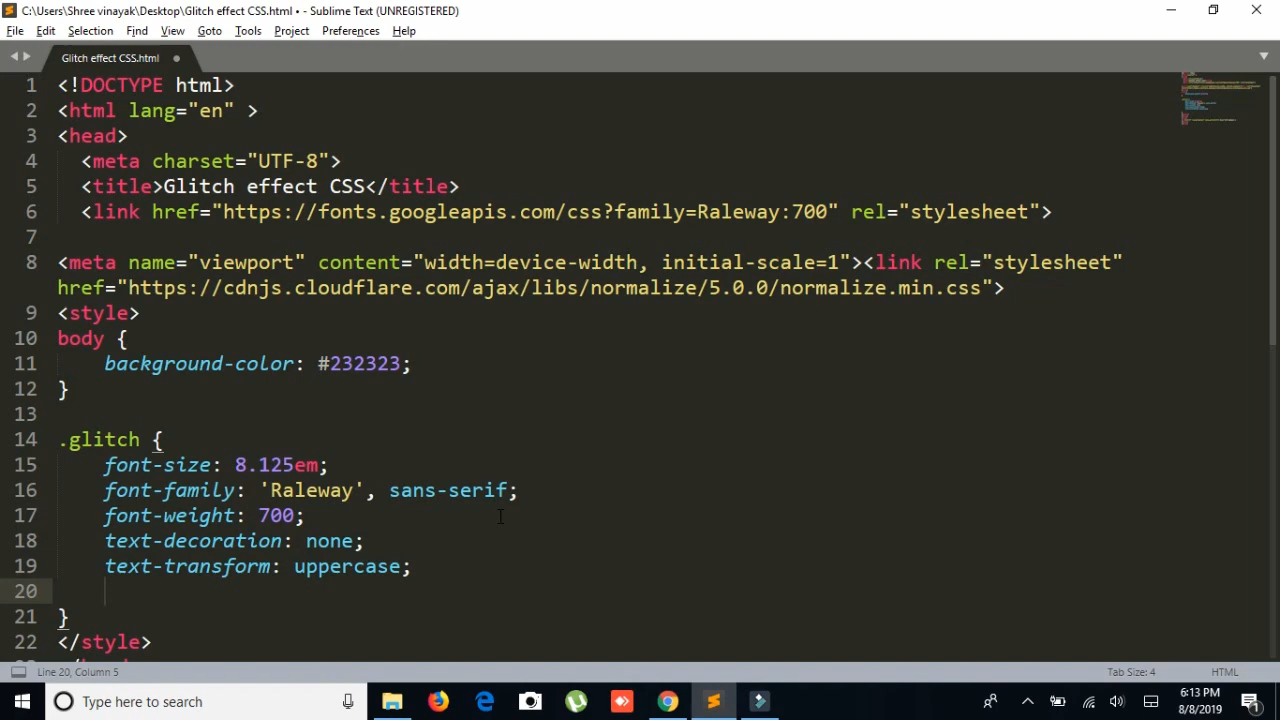 C:\Users\Shree vinayak\Desktop\Glitch effect CSS.html • - Sublime Text (UNREGISTERED)
File Edit Selection Find View Goto Tools Project Preferences Help
Glitch effect CSS.html
1 <!DOCTYPE html>
2 <html lang="en" >
3 <head>
4 <meta charset="UTF-8">
5 <title>Glitch effect CSS</title>
6 <link href="https://fonts.googleapis.com/css?family=Raleway:700" rel="stylesheet">
7
8 <meta name="viewport" content="width=device-width, initial-scale=1"><link rel="stylesheet"
href="https://cdnjs.cloudflare.com/ajax/libs/normalize/5.0.0/normalize.min.css">
9 <style>
10 body {
11 background-color: #232323;
12 }
13
14 .glitch {
15 font-size: 8.125em;
16 font-family: 'Raleway', sans-serif;
17 font-weight: 700;
18 text-decoration: none;
19 text-transform: uppercase;
20
21 }
22 </style>
Line 20, Column 5 Tab Size: 4 HTML
Type here to search
6:13 PM
8/8/2019
1